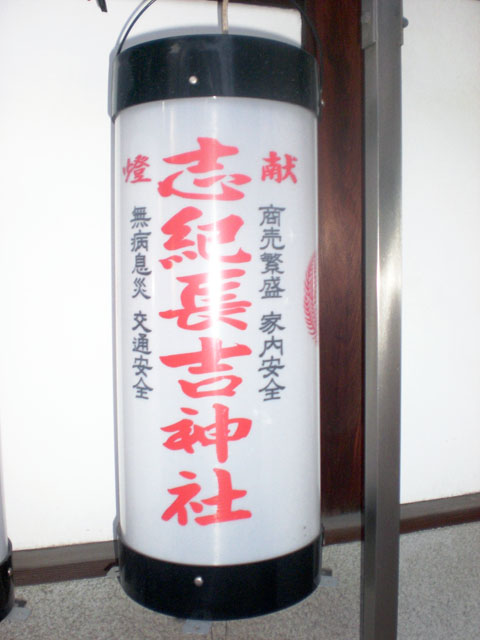 献
商売繁盛 家内安全
志紀長吉神社
燈
無病息災 交通安全